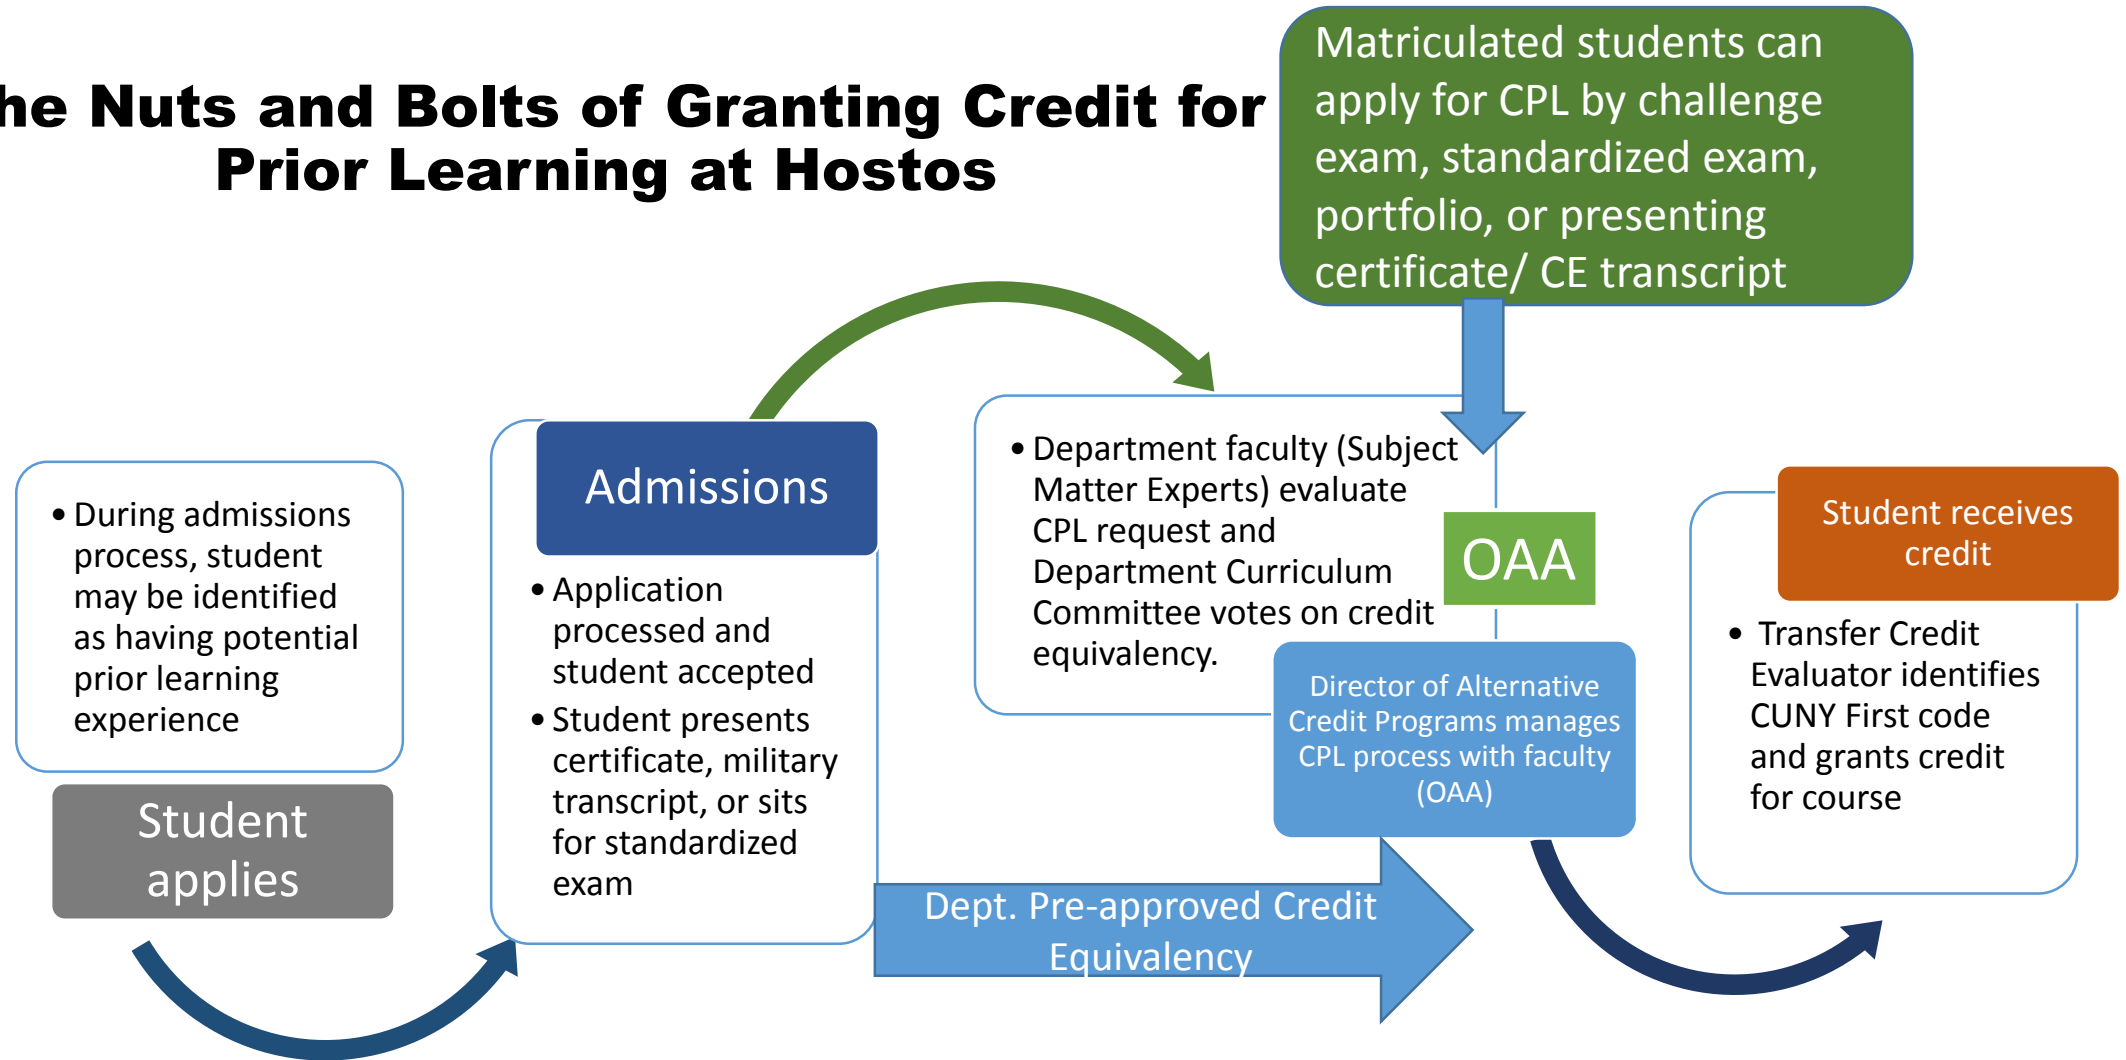 he Nuts and Bolts of Granting Credit for
Prior Learning at Hostos
Matriculated students can
apply for CPL by challenge
exam, standardized exam,
portfolio, or presenting
certificate/ CE transcript
• During admissions
process, student
may be identified
as having potential
prior learning
experience
Student
applies
Admissions
• Application
processed and
student accepted
• Student presents
certificate, military
transcript, or sits
for standardized
exam
• Department faculty (Subject
Matter Experts) evaluate
CPL request and
Department Curriculum
Committee votes on credit
equivalency.
OAA
Director of Alternative
Credit Programs manages
CPL process with faculty
(OAA)
Dept. Pre-approved Credit
Equivalency
Student receives
credit
• Transfer Credit
Evaluator identifies
CUNY First code
and grants credit
for course